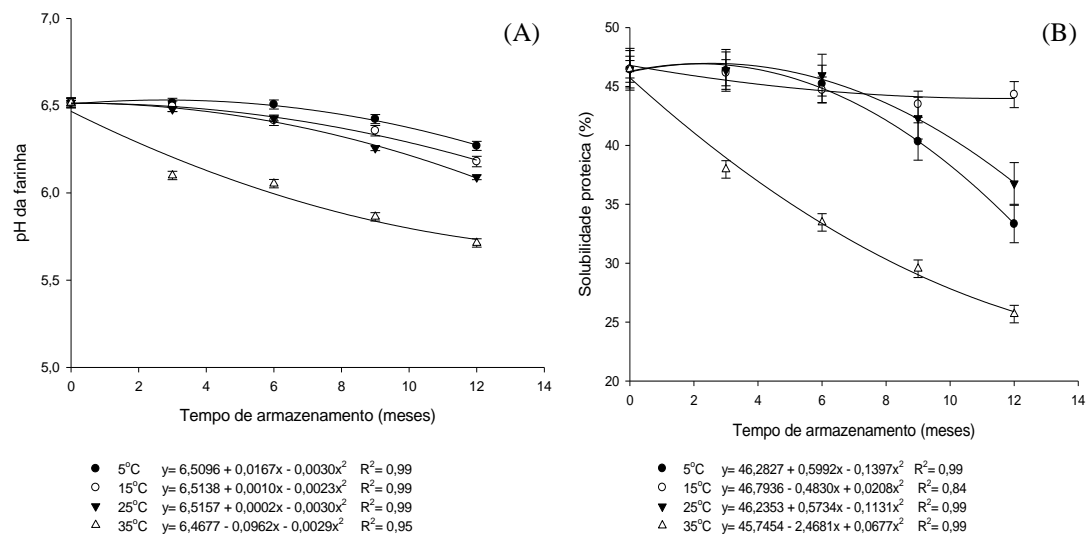 (A)
7,0
6,5
6,0
5,5
5,0
pH da farinha
0 2 4 6 8 10 12 14
Tempo de armazenamento (meses)
5°C y= 6,5096 + 0,0167x - 0,0030x² R²= 0,99
15°C y= 6,5138 + 0,0010x - 0,0023x² R²= 0,99
25°C y= 6,5157 + 0,0002x - 0,0030x² R²= 0,99
35°C y= 6,4677 - 0,0962x - 0,0029x² R²= 0,95
(B)
50
45
40
35
30
25
20
Solubilidade proteica (%)
0 2 4 6 8 10 12 14
Tempo de armazenamento (meses)
5°C y= 46,2827 + 0,5992x - 0,1397x² R²= 0,99
15°C y= 46,7936 - 0,4830x + 0,0208x² R²= 0,84
25°C y= 46,2353 + 0,5734x - 0,1131x² R²= 0,99
35°C y= 45,7454 - 2,4681x + 0,0677x² R²= 0,99